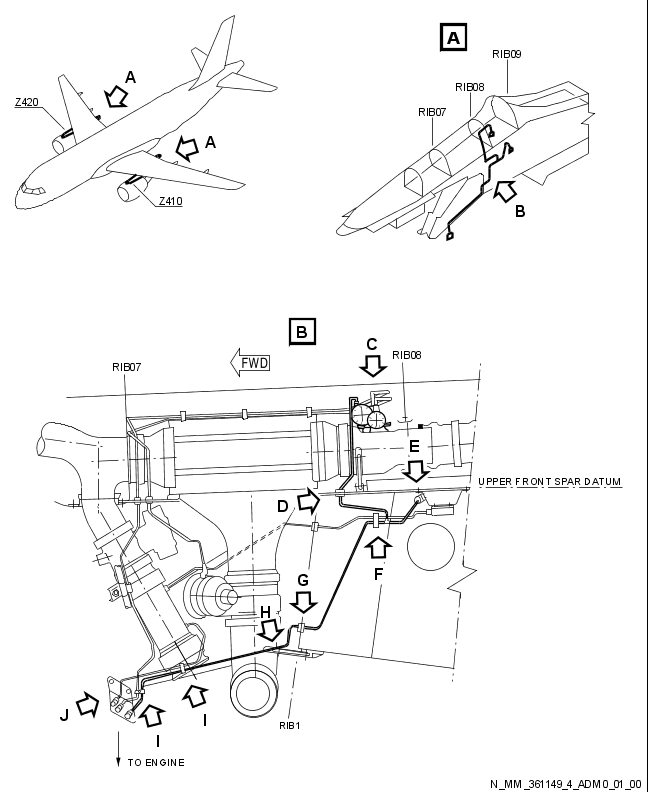 A
RIB09
A
RIB08
Z420
RIB07
A
Z410
B
B
C
RIB07
FWD
RIB08
E
UPPER FRONT SPAR DATUM
D
F
G
H
J
I
I
RIB1
TO ENGINE
N_MM_361149_4_ADM0_01_00